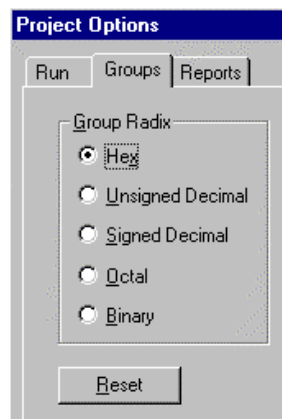 Project Options
Run Groups Reports
Group Radix
Hex
Unsigned Decimal
Signed Decimal
Octal
Binary
Reset